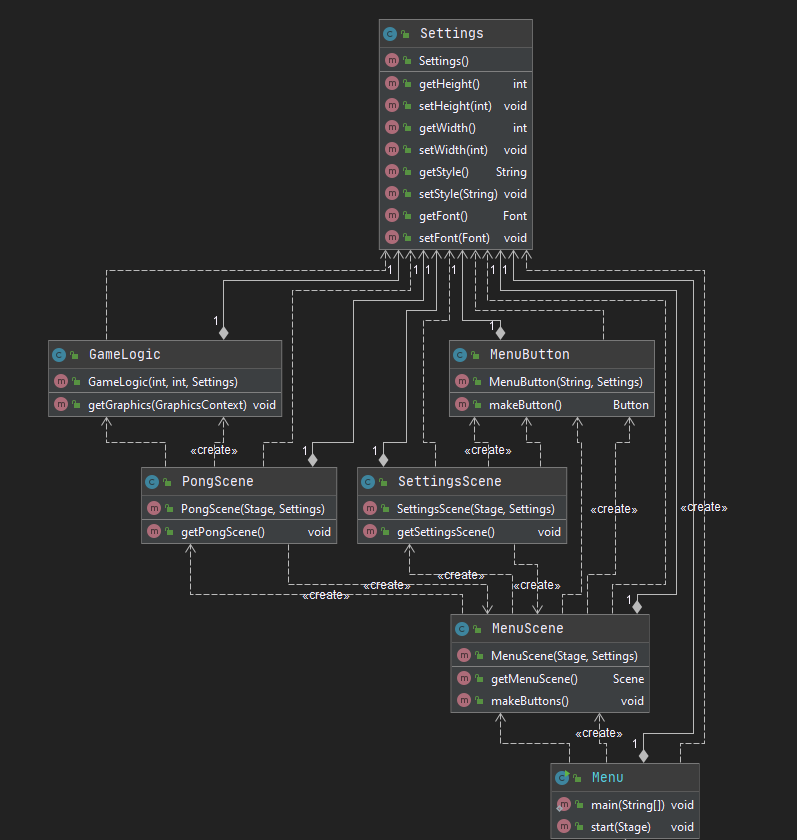 Settings
Settings()
getHeight() int
setHeight(int) void
getWidth() int
setWidth(int) void
getStyle() String
setStyle(String) void
getFont() Font
setFont(Font) void
1 1 1 1 1 1
1 1
GameLogic
GameLogic(int, int, Settings)
getGraphics(GraphicsContext) void
MenuButton
MenuButton(String, Settings)
makeButton() Button
«create» 1 1 «create»
PongScene
PongScene(Stage, Settings)
getPongScene() void
SettingsScene
SettingsScene(Stage, Settings)
getSettingsScene() void
«create» «create»
«create» «create» «create»
«create» 1
MenuScene
MenuScene(Stage, Settings)
getMenuScene() Scene
makeButtons() void
«create» 1
Menu
main(String[]) void
start(Stage) void